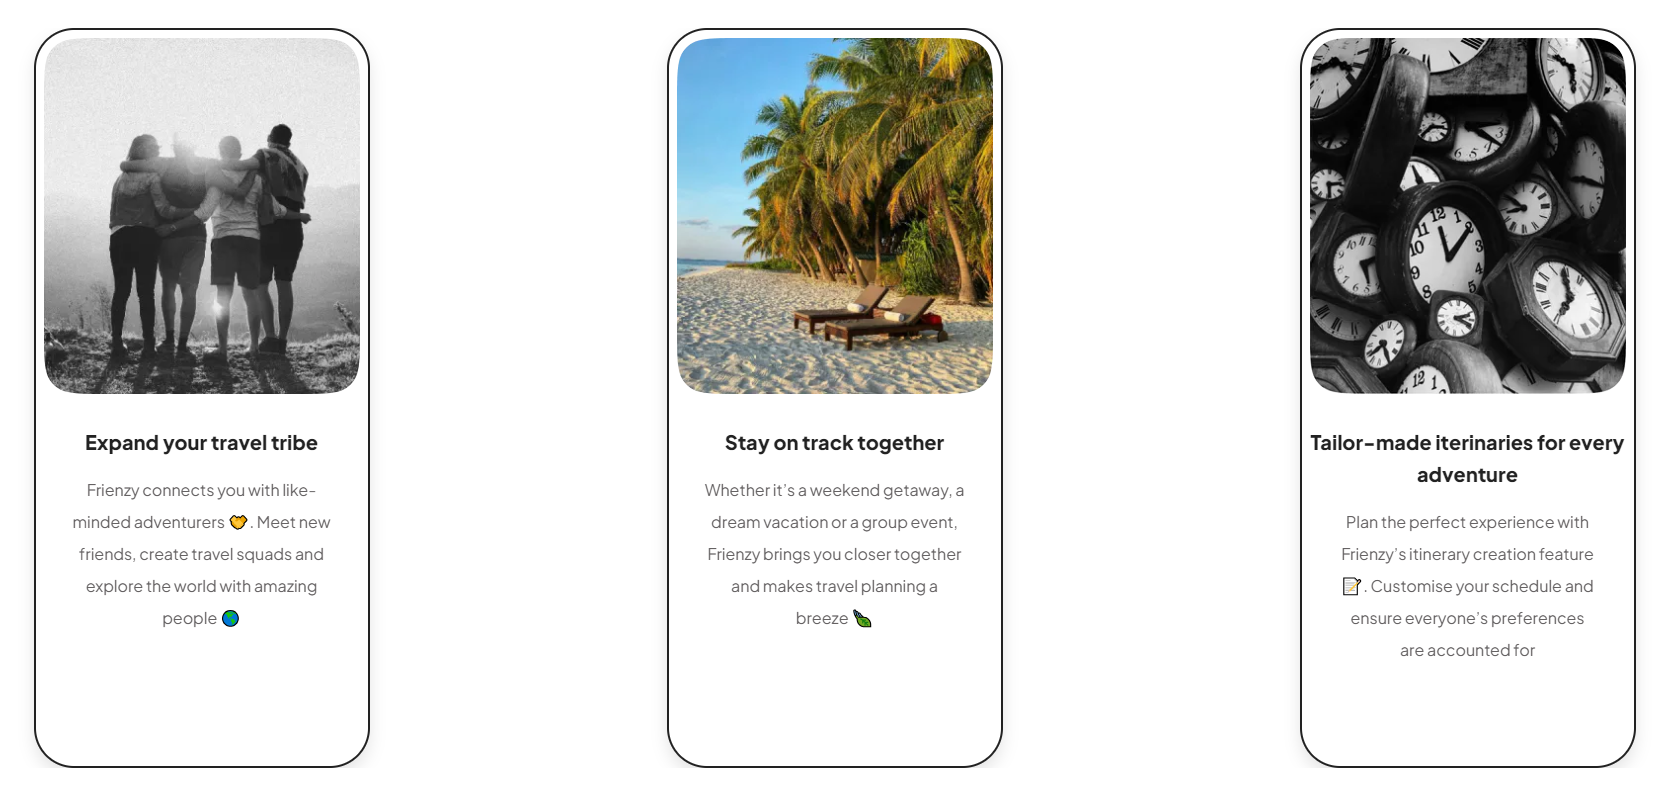 Expand your travel tribe
Frienzy connects you with like-
minded adventurers 🤝. Meet new
friends, create travel squads and
explore the world with amazing
people 🌎
Stay on track together
Whether it’s a weekend getaway, a
dream vacation or a group event,
Frienzy brings you closer together
and makes travel planning a
breeze 🍃
Tailor-made iterinaries for every
adventure
Plan the perfect experience with
Frienzy’s itinerary creation feature
📝. Customise your schedule and
ensure everyone’s preferences
are accounted for